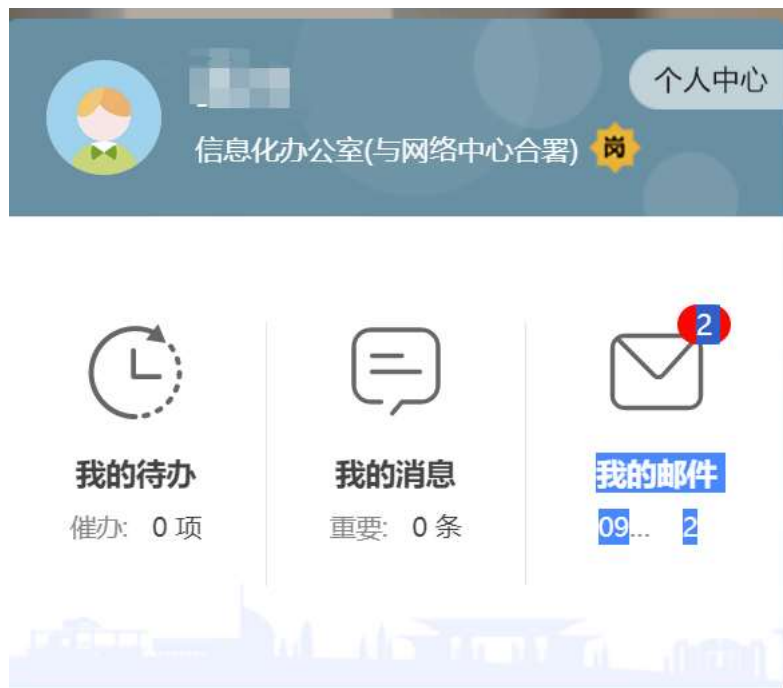 个人中心
信息化办公室(与网络中心合署) 岗
2
我的待办
我的消息
我的邮件
催办: 0 项
重要: 0 条
09... 2